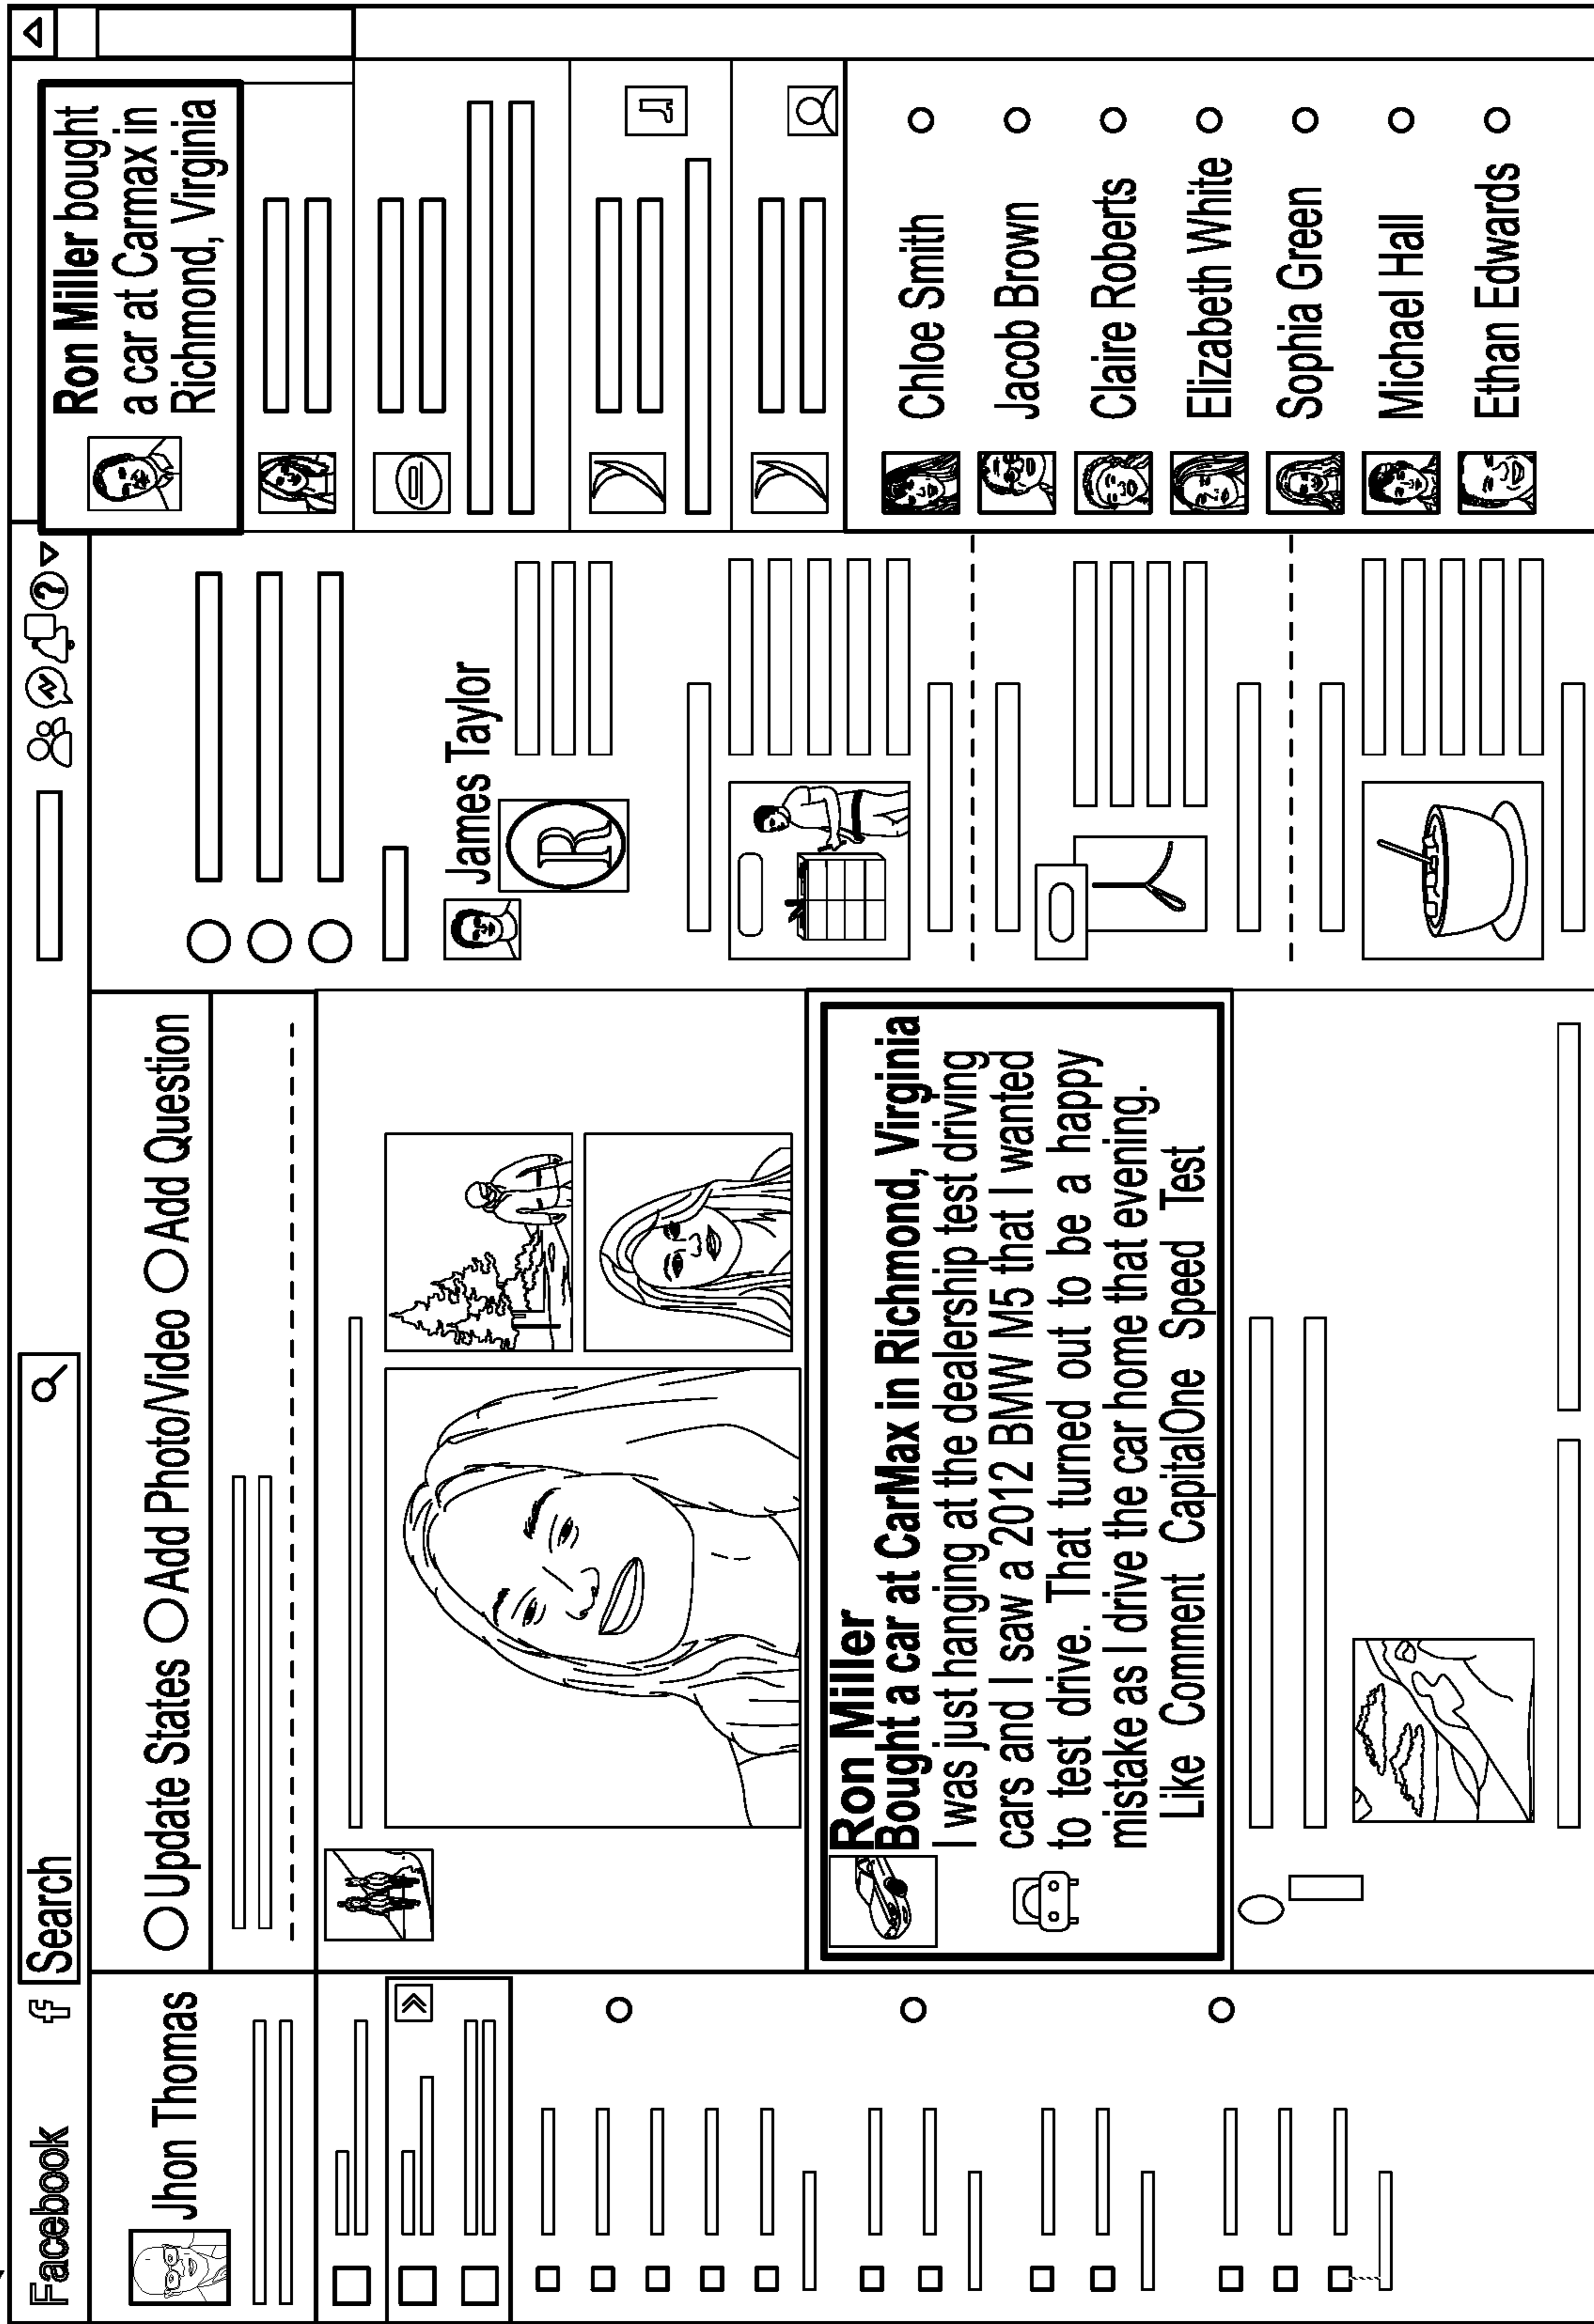 Facebook
f
Search
Jhon Thomas
Update States
Add Photo/Video
Add Question
Ron Miller
Bought a car at CarMax in Richmond, Virginia
I was just hanging at the dealership test driving
cars and I saw a 2012 BMW M5 that I wanted
to test drive. That turned out to be a happy
mistake as I drive the car home that evening.
Like Comment CapitalOne Speed Test
?
James Taylor
R
Ron Miller bought
a car at Carmax in
Richmond, Virginia
Chloe Smith
Jacob Brown
Claire Roberts
Elizabeth White
Sophia Green
Michael Hall
Ethan Edwards